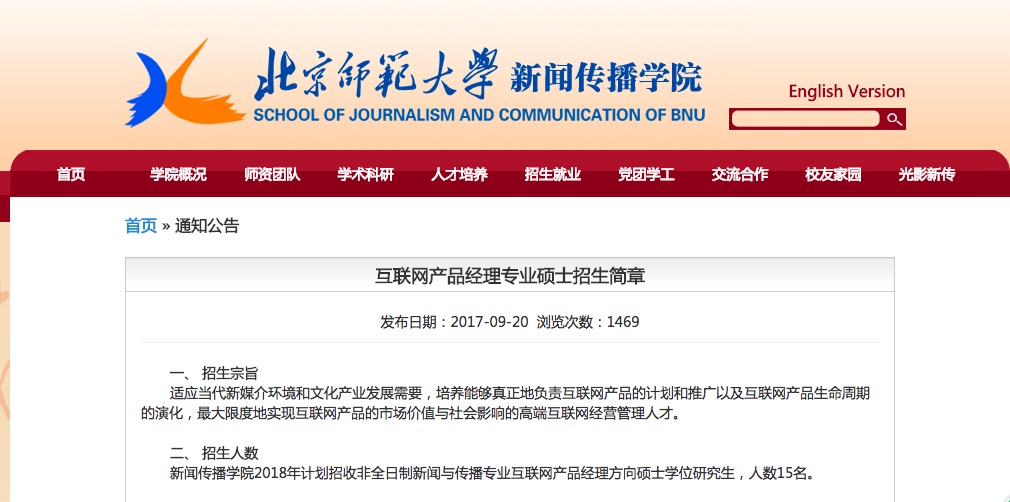 北京师范大学 新闻传播学院
SCHOOL OF JOURNALISM AND COMMUNICATION OF BNU
English Version
首页 学院概况 师资团队 学术科研 人才培养 招生就业 党团学工 交流合作 校友家园 光影新传
首页 » 通知公告
互联网产品经理专业硕士招生简章
发布日期：2017-09-20 浏览次数：1469
一、 招生宗旨
适应当代新媒介环境和文化产业发展需要，培养能够真正地负责互联网产品的计划和推广以及互联网产品生命周期
的演化，最大限度地实现互联网产品的市场价值与社会影响的高端互联网经营管理人才。
二、 招生人数
新闻传播学院2018年计划招收非全日制新闻与传播专业互联网产品经理方向硕士学位研究生，人数15名。